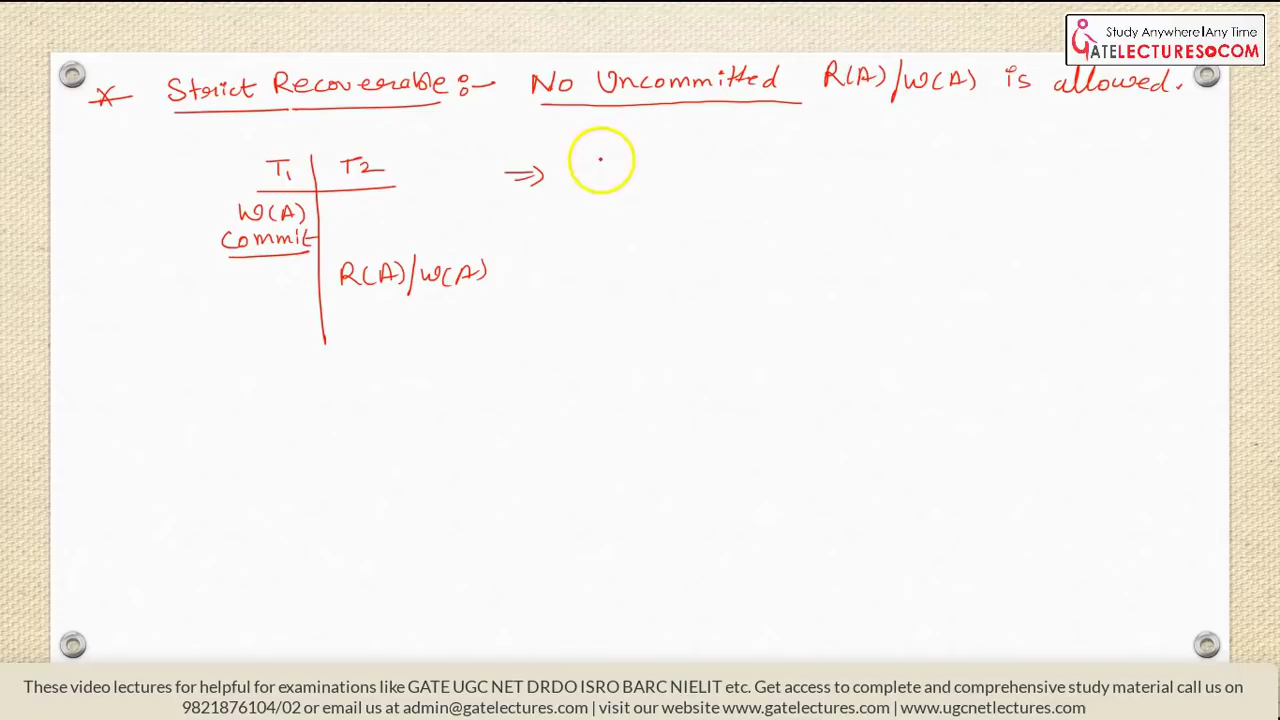 Study Anywhere | Any Time
GATELECTURES.COM
* Strict Recoverable :- No Uncommitted R(A)/W(A) is allowed.
T1 | T2 ⇒
W(A)
Commit
R(A)/W(A)
These video lectures for helpful for examinations like GATE UGC NET DRDO ISRO BARC NIELIT etc. Get access to complete and comprehensive study material call us on
9821876104/02 or email us at admin@gatelectures.com | visit our website www.gatelectures.com | www.ugcnetlectures.com